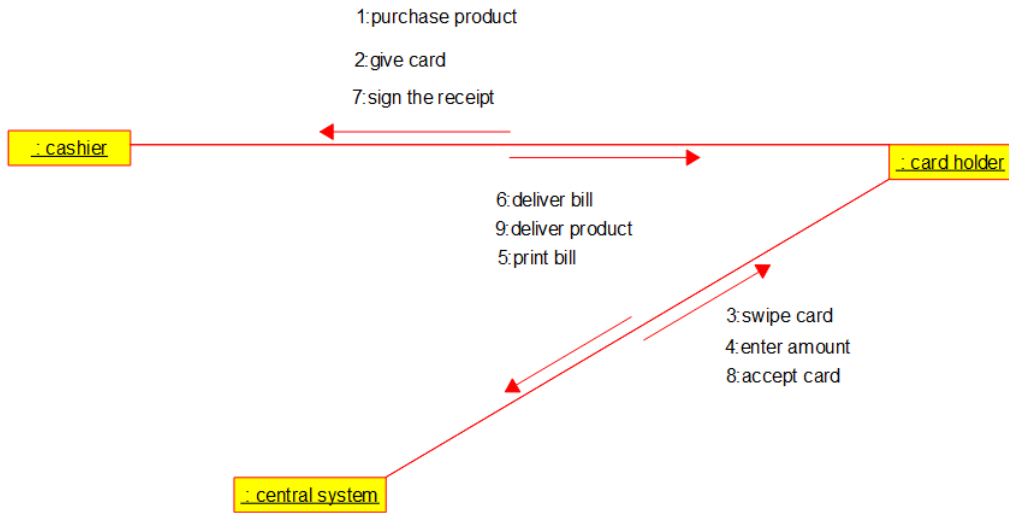 1:purchase product
2:give card
7:sign the receipt
: cashier
: card holder
6:deliver bill
9:deliver product
5:print bill
3:swipe card
4:enter amount
8:accept card
: central system